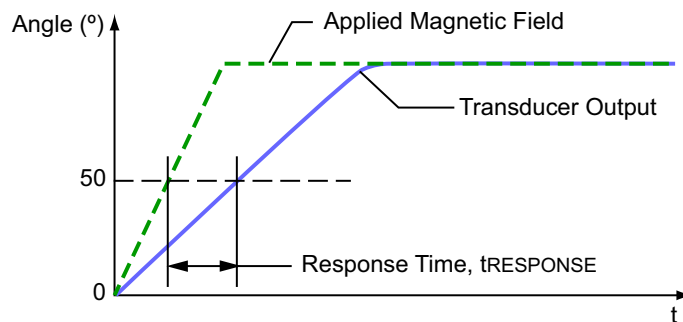 Angle (º)
Applied Magnetic Field
Transducer Output
50
Response Time, tRESPONSE
0
t